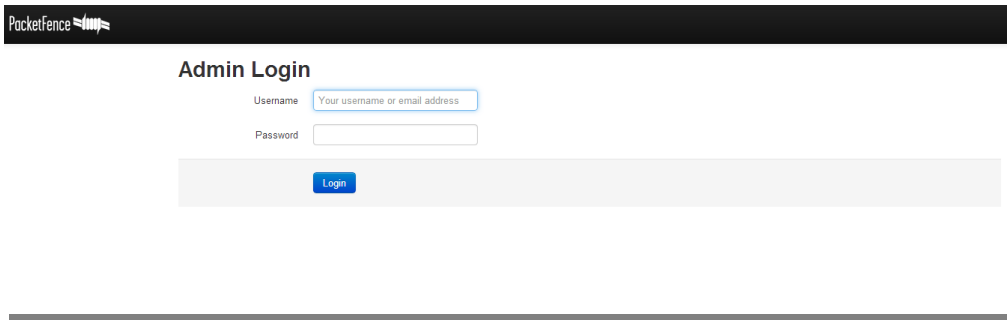 PacketFence
Admin Login
Username Your username or email address
Password
Login